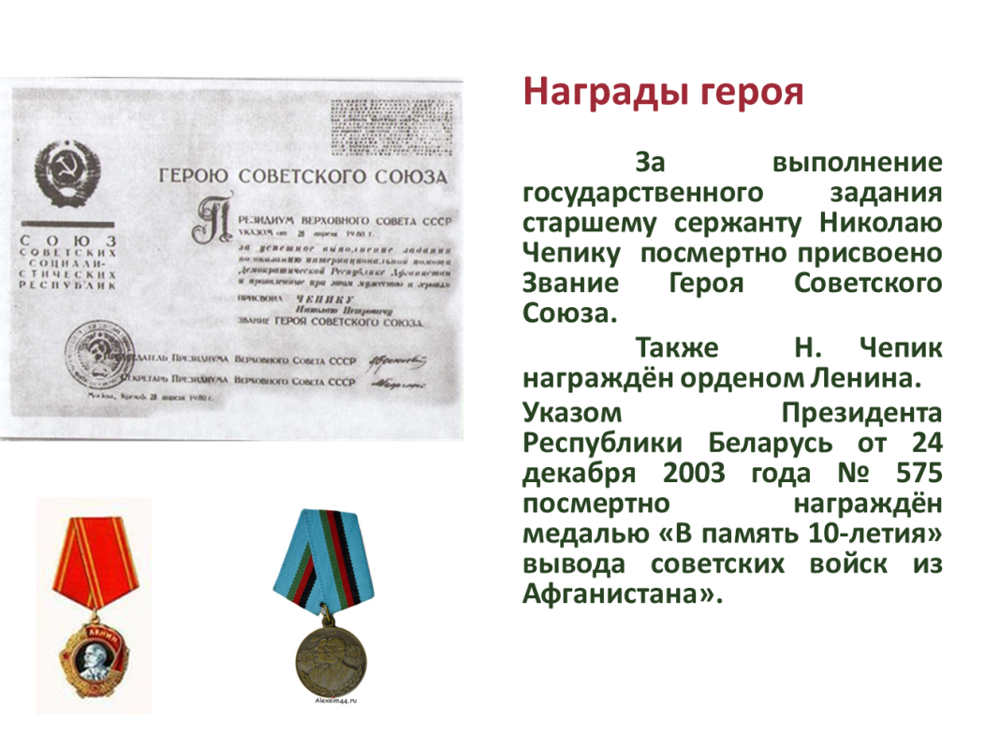 ГЕРОЮ СОВЕТСКОГО СОЮЗА
СОЮЗ
СОВЕТСКИХ
СОЦИАЛИ-
СТИЧЕСКИХ
РЕСПУБЛИК
ПРЕЗИДИУМ ВЕРХОВНОГО СОВЕТА СССР
УКАЗОМ от 28 апреля 1980 г.
за успешное выполнение задания
по оказанию интернациональной помощи
Демократической Республике Афганистан
и проявленные при этом мужество и героизм
ПРИСВОИЛ ЧЕПИКУ
Николаю Петровичу
ЗВАНИЕ ГЕРОЯ СОВЕТСКОГО СОЮЗА
ПРЕДСЕДАТЕЛЬ ПРЕЗИДИУМА ВЕРХОВНОГО СОВЕТА СССР
СЕКРЕТАРЬ ПРЕЗИДИУМА ВЕРХОВНОГО СОВЕТА СССР
Москва, Кремль 28 апреля 1980 г.
ЛЕНИН
Alexeim44.ru
Награды героя
За выполнение
государственного задания
старшему сержанту Николаю
Чепику посмертно присвоено
Звание Героя Советского
Союза.
Также Н. Чепик
награждён орденом Ленина.
Указом Президента
Республики Беларусь от 24
декабря 2003 года № 575
посмертно награждён
медалью «В память 10-летия»
вывода советских войск из
Афганистана».